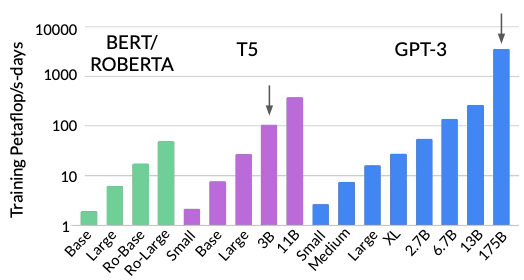 Training Petaflop/s-days
10000
1000
100
10
1
BERT/
ROBERTA
T5
GPT-3
Base
Large
Ro-Base
Ro-Large
Small
Base
Large
3B
11B
Small
Medium
Large
XL
2.7B
6.7B
13B
175B